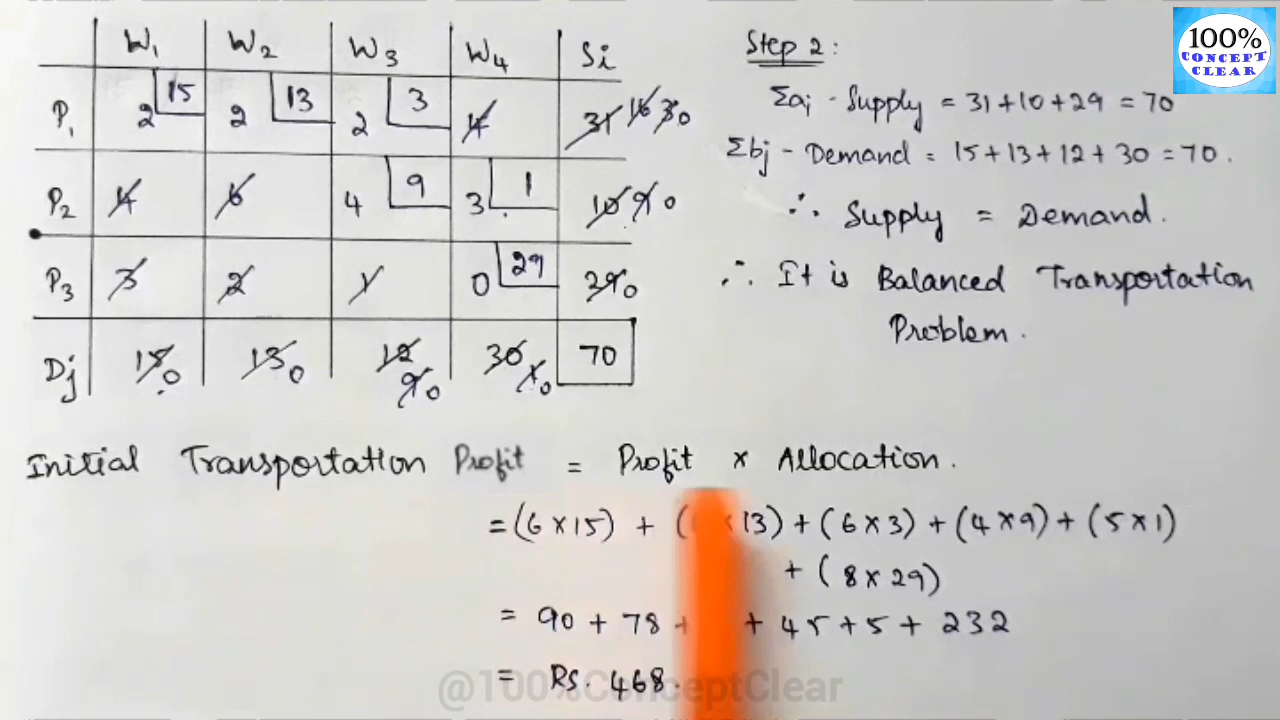 W1 W2 W3 W4 Si
P1 2 15 2 13 2 3 4 31 16 3 0
P2 4 6 4 9 3 1 10 9 0
P3 3 2 1 0 29 29 0
Dj 15 0 13 0 12 9 0 30 1 0 70
Step 2:
Σai - Supply = 31+10+29 = 70
Σbj - Demand = 15+13+12+30 = 70.
∴ Supply = Demand.
∴ It is Balanced Transportation
Problem.
100%
CONCEPT
CLEAR
Initial Transportation Profit = Profit × Allocation.
= (6×15) + ( ×13) + (6×3) + (4×9) + (5×1)
+ (8×29)
= 90 + 78 + + 45 + 5 + 232
= Rs. 468.
@100%ConceptClear